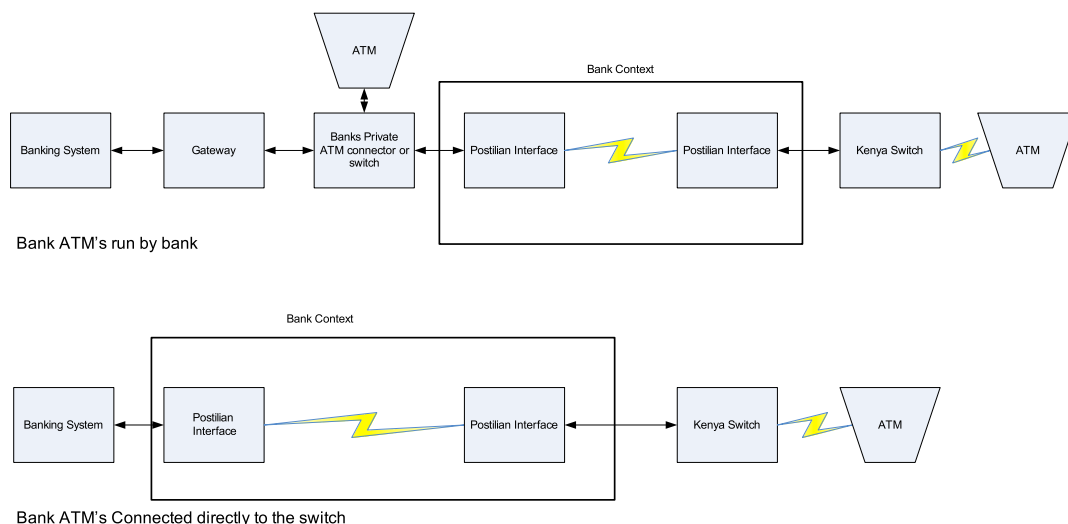 ATM
Bank Context
Banking System
Gateway
Banks Private
ATM connector or
switch
Postilian Interface
Postilian Interface
Kenya Switch
ATM
Bank ATM's run by bank
Bank Context
Banking System
Postilian
Interface
Postilian Interface
Kenya Switch
ATM
Bank ATM's Connected directly to the switch